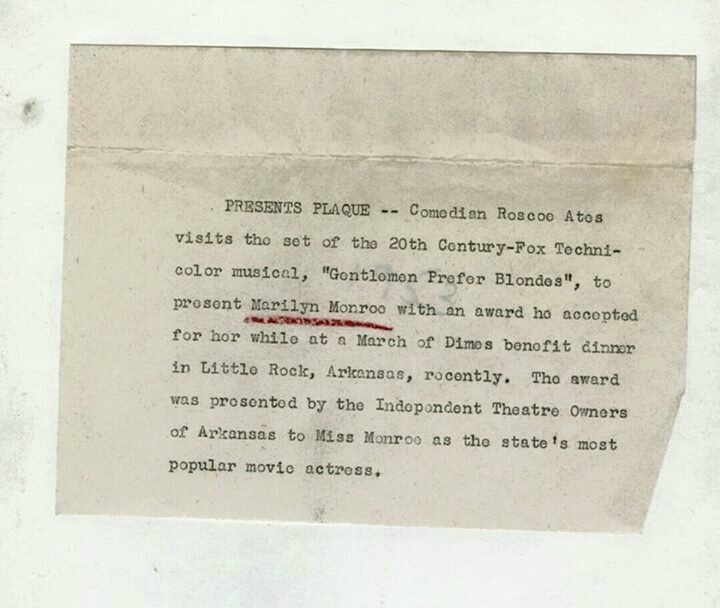 PRESENTS PLAQUE -- Comedian Roscoe Ates
visits the set of the 20th Century-Fox Techni-
color musical, "Gentlemen Prefer Blondes", to
present Marilyn Monroe with an award he accepted
for her while at a March of Dimes benefit dinner
in Little Rock, Arkansas, recently. The award
was presented by the Independent Theatre Owners
of Arkansas to Miss Monroe as the state's most
popular movie actress.